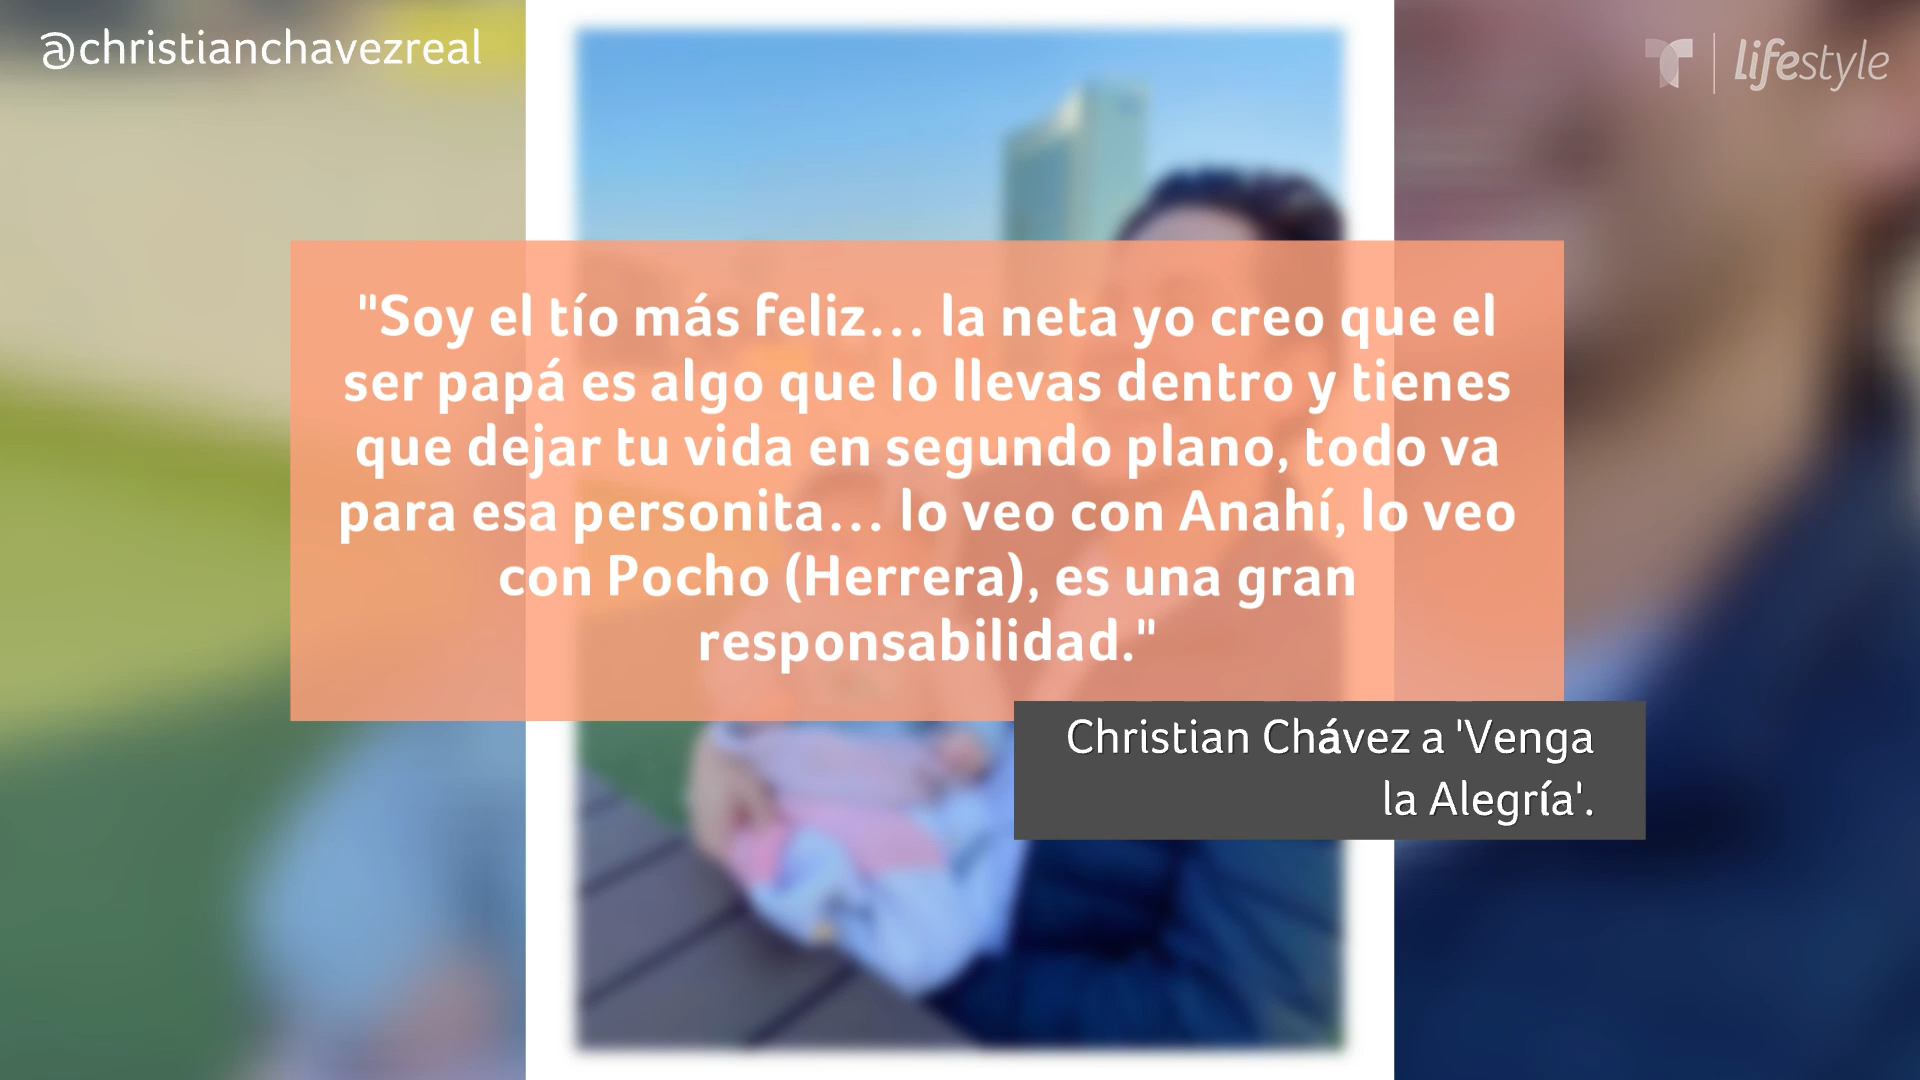 @christianchavezreal
lifestyle
"Soy el tío más feliz... la neta yo creo que el
ser papá es algo que lo llevas dentro y tienes
que dejar tu vida en segundo plano, todo va
para esa personita... lo veo con Anahí, lo veo
con Pocho (Herrera), es una gran
responsabilidad."
Christian Chávez a 'Venga
la Alegría'.